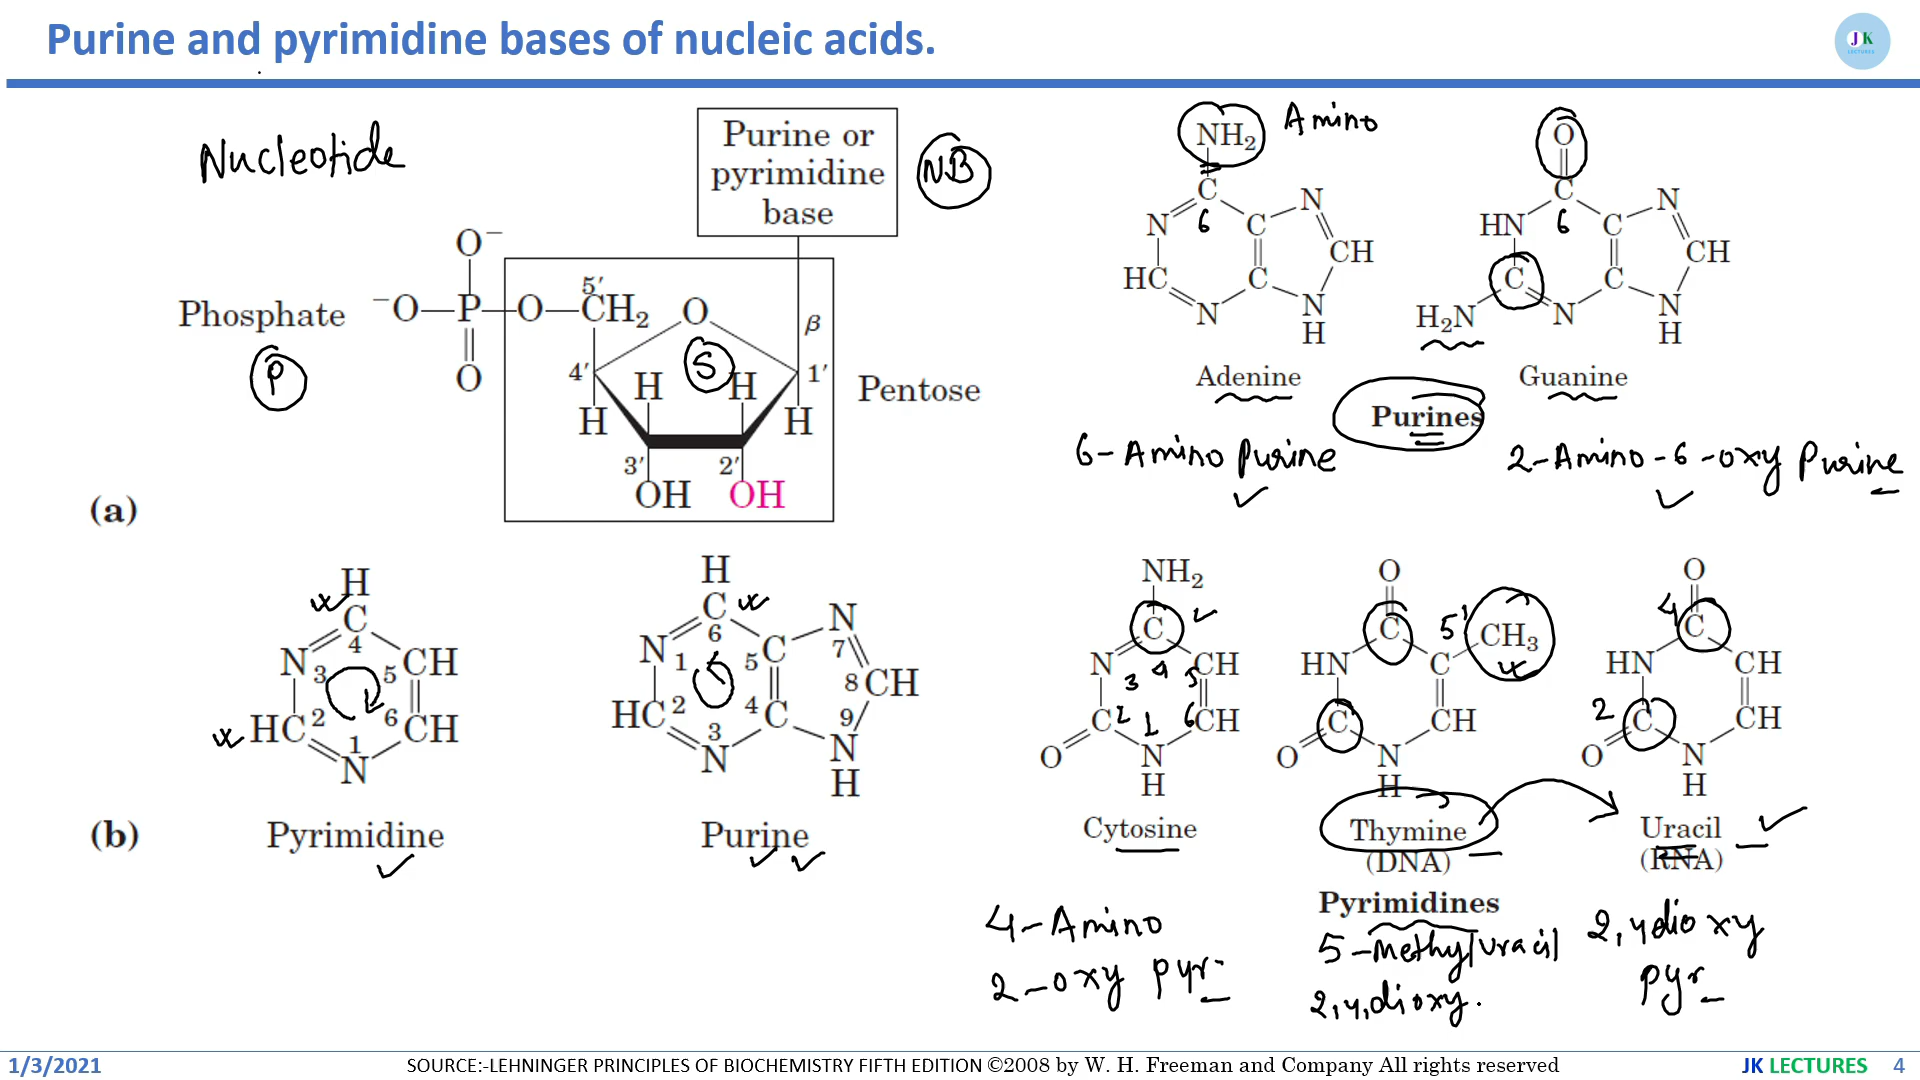 Purine and pyrimidine bases of nucleic acids.
JK
LECTURES
Nucleotide
Purine or
pyrimidine
base
NB
Phosphate
P
O⁻
⁻O—P—O—CH₂
O
5′
O
S
β
4′
1′
H
H
H
H
3′
2′
OH
OH
Pentose
(a)
NH₂
Amino
C
6
N
N
C
CH
HC
C
N
N
H
Adenine
O
C
6
N
HN
C
CH
C
C
H₂N
N
N
H
Guanine
Purines
6-Amino Purine
2-Amino-6-oxy Purine
H
C
4
N
3
5
CH
HC
2
6
CH
1
N
Pyrimidine
H
C
6
N
N
1
5
C
7
8
CH
HC
2
4
C
9
3
N
N
H
Purine
(b)
NH₂
C
N
3
4
5
CH
C
2
1
6
CH
O
N
H
Cytosine
O
C
5'
CH₃
HN
C
C
CH
O
N
H
Thymine
(DNA)
O
4
C
HN
CH
2
C
CH
O
N
H
Uracil
(RNA)
Pyrimidines
4-Amino
2-oxy pyr-
5-Methyluracil
2,4,dioxy.
2,4dioxy
pyr
1/3/2021
SOURCE:-LEHNINGER PRINCIPLES OF BIOCHEMISTRY FIFTH EDITION ©2008 by W. H. Freeman and Company All rights reserved
JK LECTURES
4